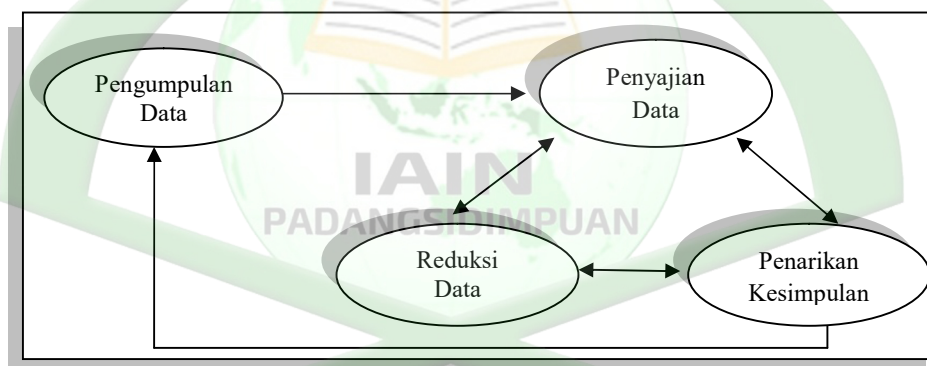 Pengumpulan
Data
Penyajian
Data
IAIN
PADANGSIDIMPUAN
Reduksi
Data
Penarikan
Kesimpulan